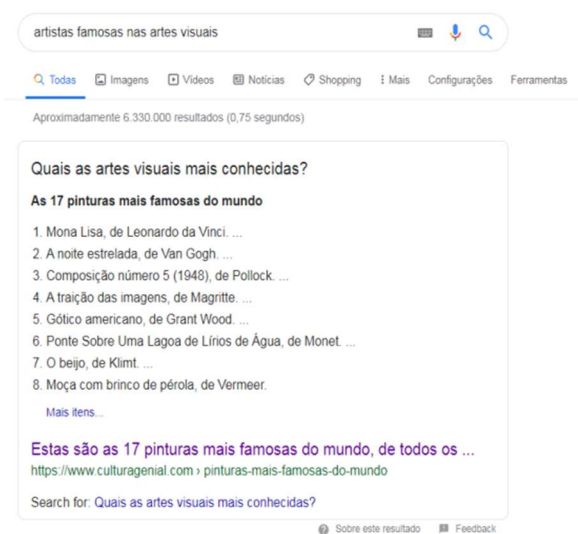 artistas famosas nas artes visuais
Todas Imagens Vídeos Notícias Shopping Mais Configurações Ferramentas
Aproximadamente 6.330.000 resultados (0,75 segundos)
Quais as artes visuais mais conhecidas?
As 17 pinturas mais famosas do mundo
1. Mona Lisa, de Leonardo da Vinci. ...
2. A noite estrelada, de Van Gogh. ...
3. Composição número 5 (1948), de Pollock. ...
4. A traição das imagens, de Magritte. ...
5. Gótico americano, de Grant Wood. ...
6. Ponte Sobre Uma Lagoa de Lírios de Água, de Monet. ...
7. O beijo, de Klimt. ...
8. Moça com brinco de pérola, de Vermeer.
Mais itens...
Estas são as 17 pinturas mais famosas do mundo, de todos os ...
https://www.culturagenial.com › pinturas-mais-famosas-do-mundo
Search for: Quais as artes visuais mais conhecidas?
Sobre este resultado Feedback